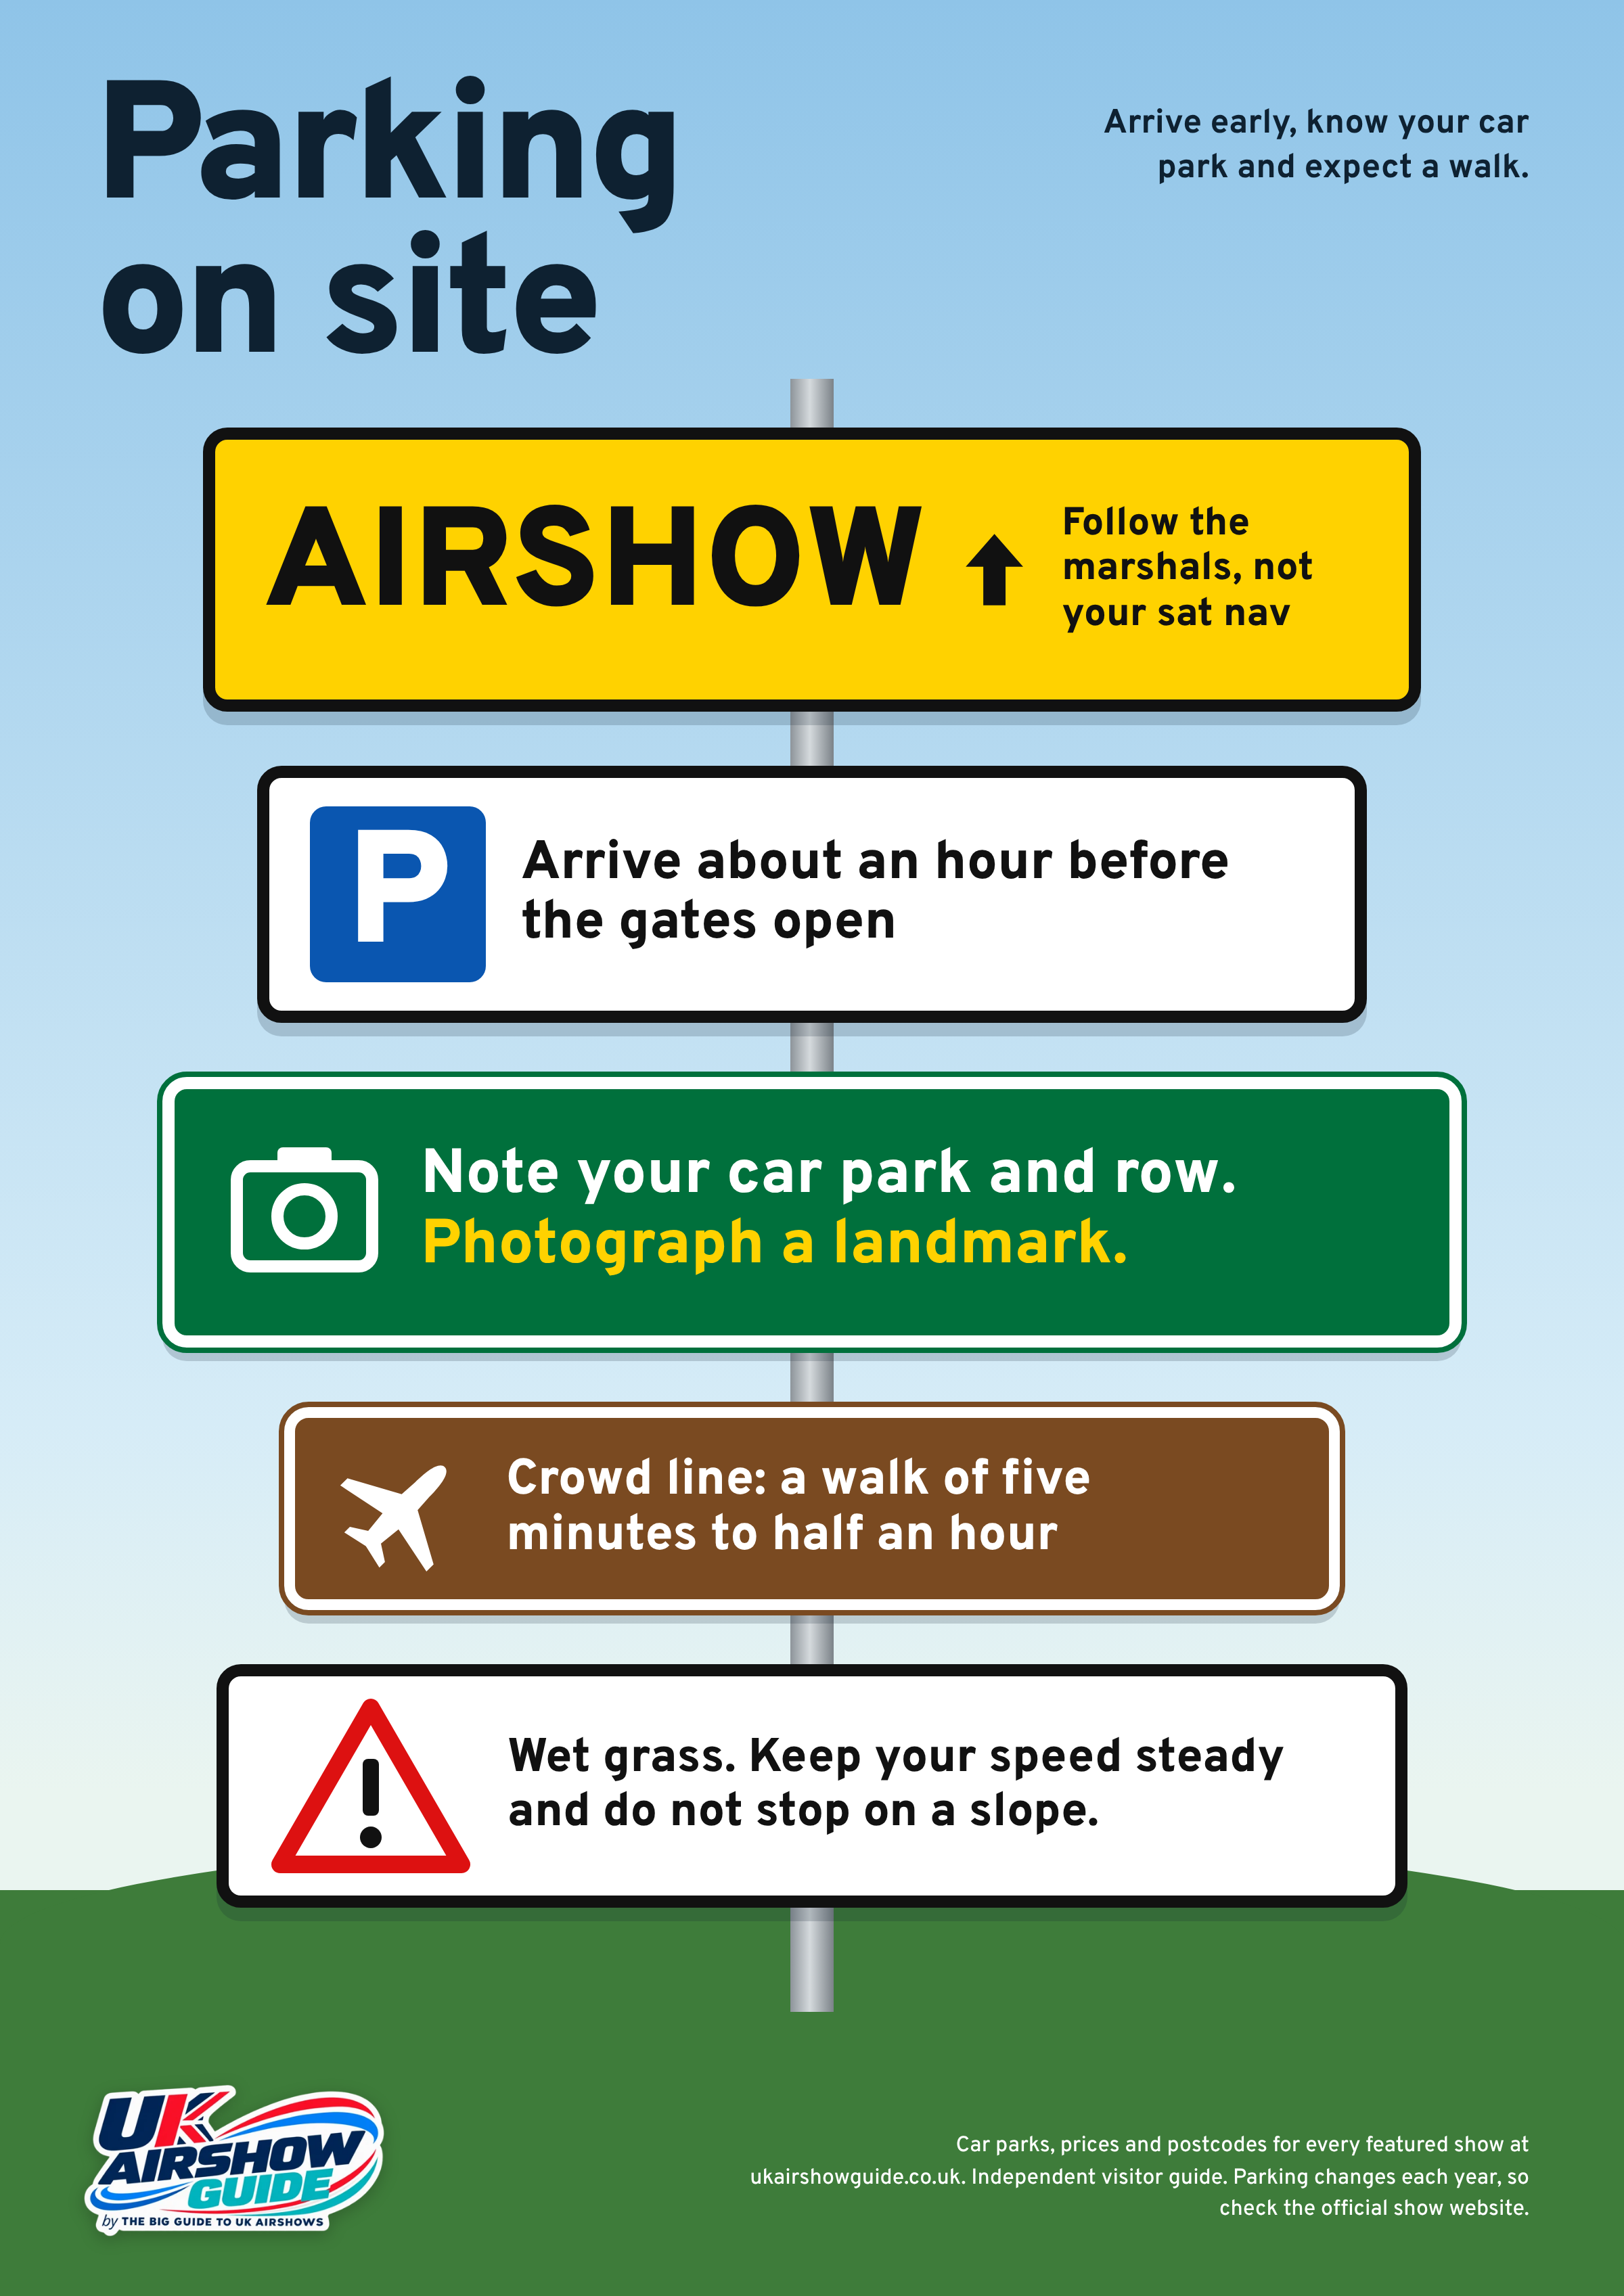 Parking
on site
Arrive early, know your car
park and expect a walk.
AIRSHOW
Follow the
marshals, not
your sat nav
P
Arrive about an hour before
the gates open
Note your car park and row.
Photograph a landmark.
Crowd line: a walk of five
minutes to half an hour
!
Wet grass. Keep your speed steady
and do not stop on a slope.
UK
AIRSHOW
GUIDE
by THE BIG GUIDE TO UK AIRSHOWS
Car parks, prices and postcodes for every featured show at
ukairshowguide.co.uk. Independent visitor guide. Parking changes each year, so
check the official show website.